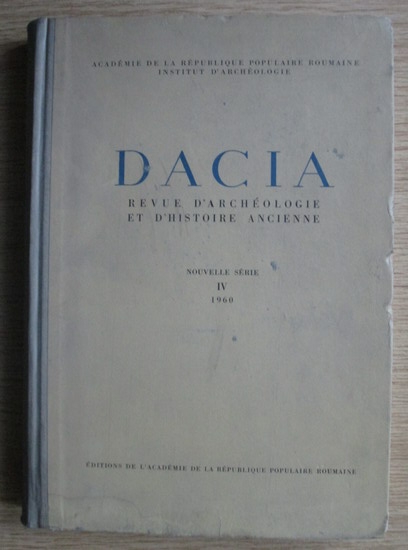 ACADÉMIE DE LA RÉPUBLIQUE POPULAIRE ROUMAINE
INSTITUT D'ARCHÉOLOGIE
DACIA
REVUE D'ARCHÉOLOGIE
ET D'HISTOIRE ANCIENNE
NOUVELLE SÉRIE
IV
1960
ÉDITIONS DE L'ACADÉMIE DE LA RÉPUBLIQUE POPULAIRE ROUMAINE